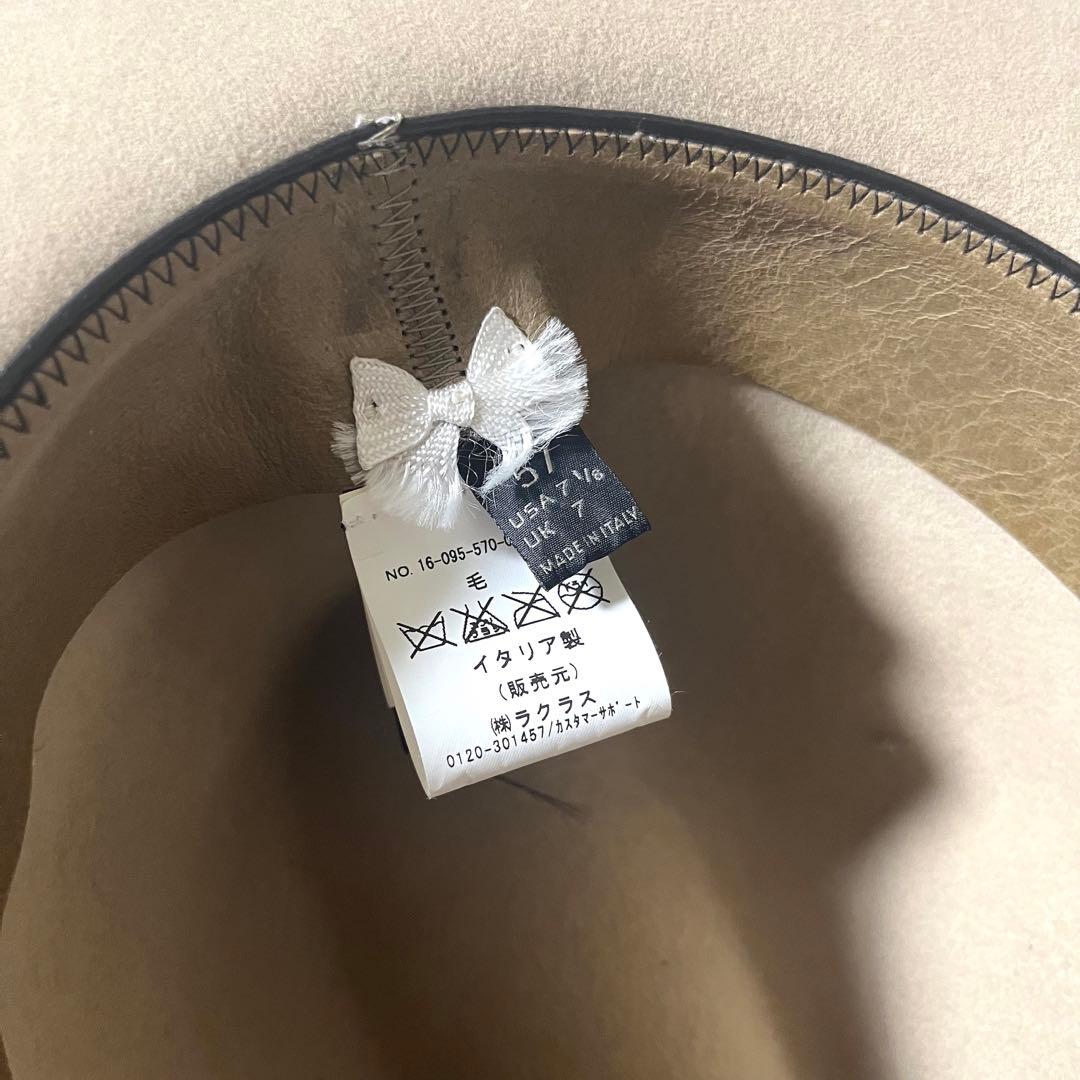 57
USA 7 1/8
UK 7
MADE IN ITALY
NO. 16-095-570-
毛
イタリア製
(販売元)
(株)ラクラス
0120-301457/カスタマーサポート